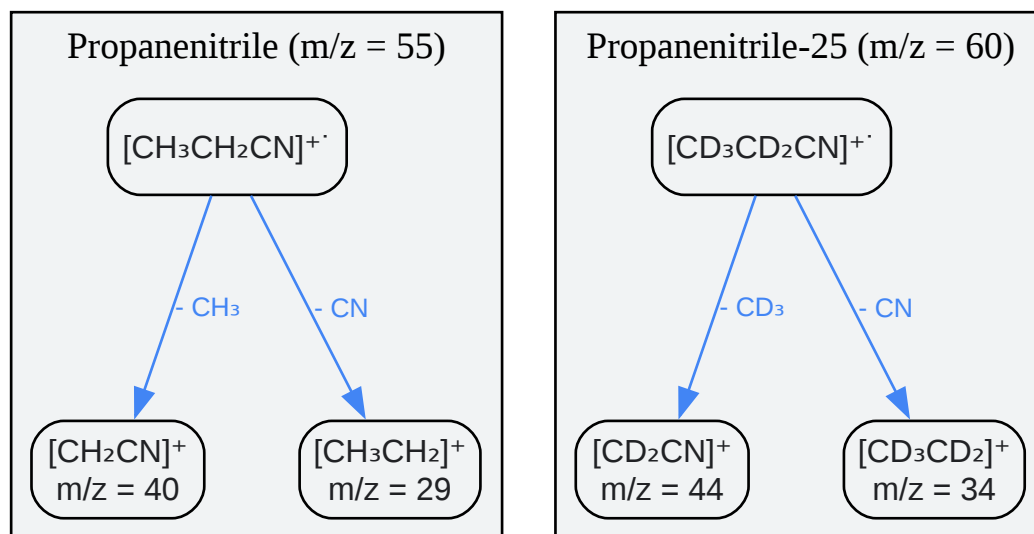 Propanenitrile (m/z = 55)
[CH₃CH₂CN]⁺˙
- CH₃
- CN
[CH₂CN]⁺
m/z = 40
[CH₃CH₂]⁺
m/z = 29
Propanenitrile-25 (m/z = 60)
[CD₃CD₂CN]⁺˙
- CD₃
- CN
[CD₂CN]⁺
m/z = 44
[CD₃CD₂]⁺
m/z = 34